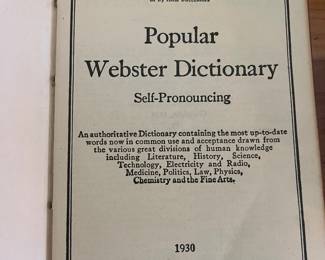 Popular
Webster Dictionary
Self-Pronouncing
An authoritative Dictionary containing the most up-to-date
words now in common use and acceptance drawn from
the various great divisions of human knowledge
including Literature, History, Science,
Technology, Electricity and Radio,
Medicine, Politics, Law, Physics,
Chemistry and the Fine Arts.
1930